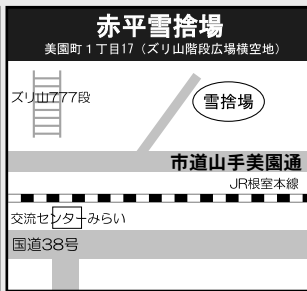 赤平雪捨場
美園町1丁目17（ズリ山階段広場横空地）
ズリ山777段
雪捨場
市道山手美園通
JR根室本線
交流センターみらい
国道38号